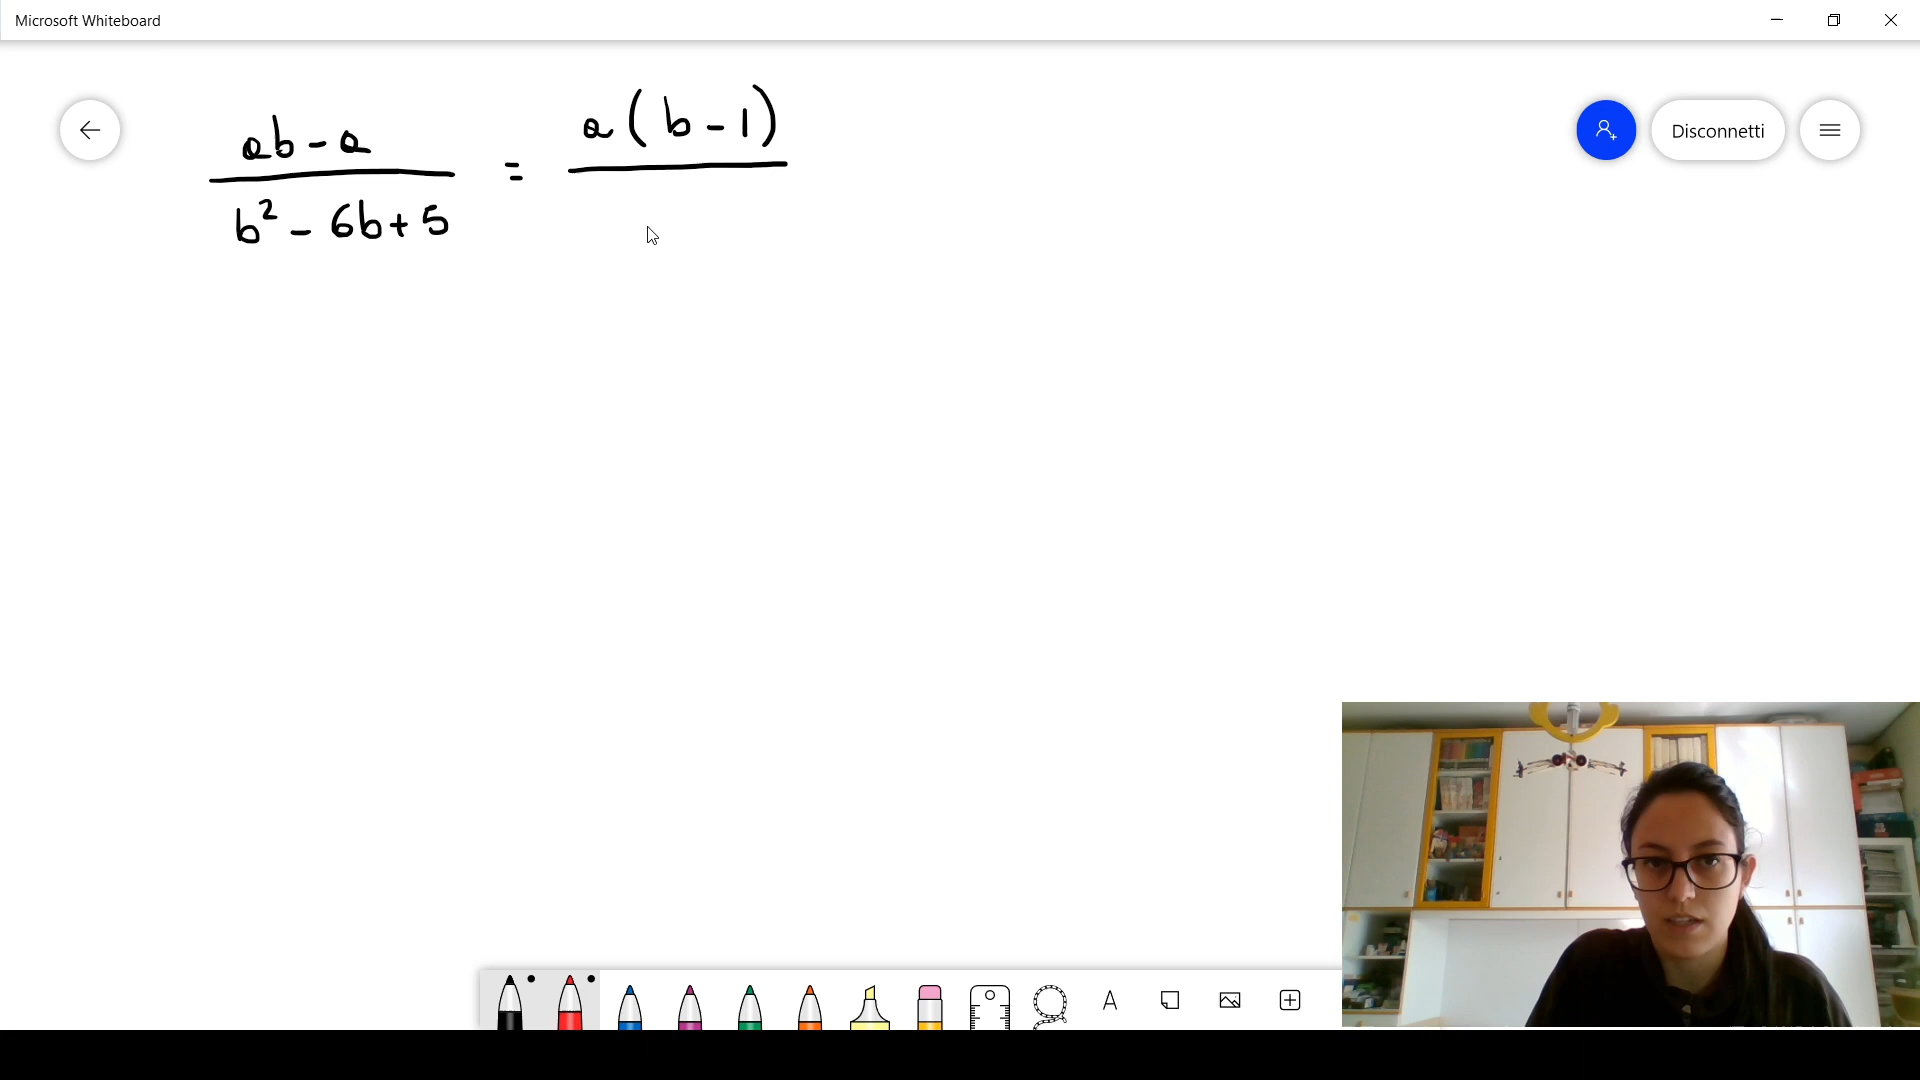 Microsoft Whiteboard
ab - a
b² - 6b + 5
=
a ( b - 1 )
Disconnetti